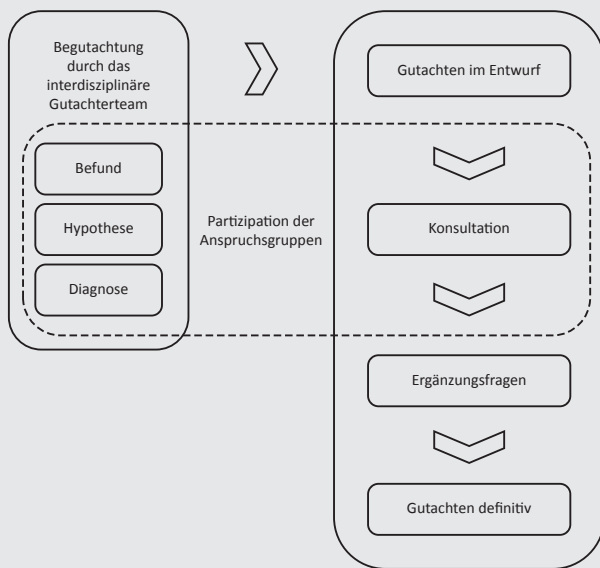 Begutachtung
durch das
interdisziplinäre
Gutachterteam
Befund
Hypothese
Diagnose
Partizipation der
Anspruchsgruppen
Gutachten im Entwurf
Konsultation
Ergänzungsfragen
Gutachten definitiv